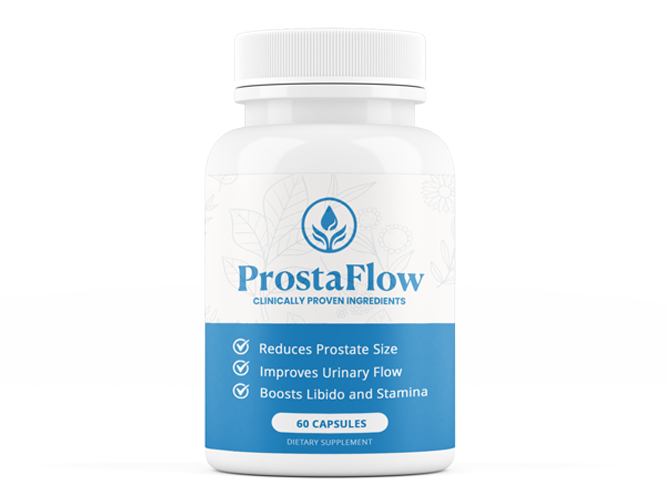 ProstaFlow
CLINICALLY PROVEN INGREDIENTS
Reduces Prostate Size
Improves Urinary Flow
Boosts Libido and Stamina
60 CAPSULES
DIETARY SUPPLEMENT